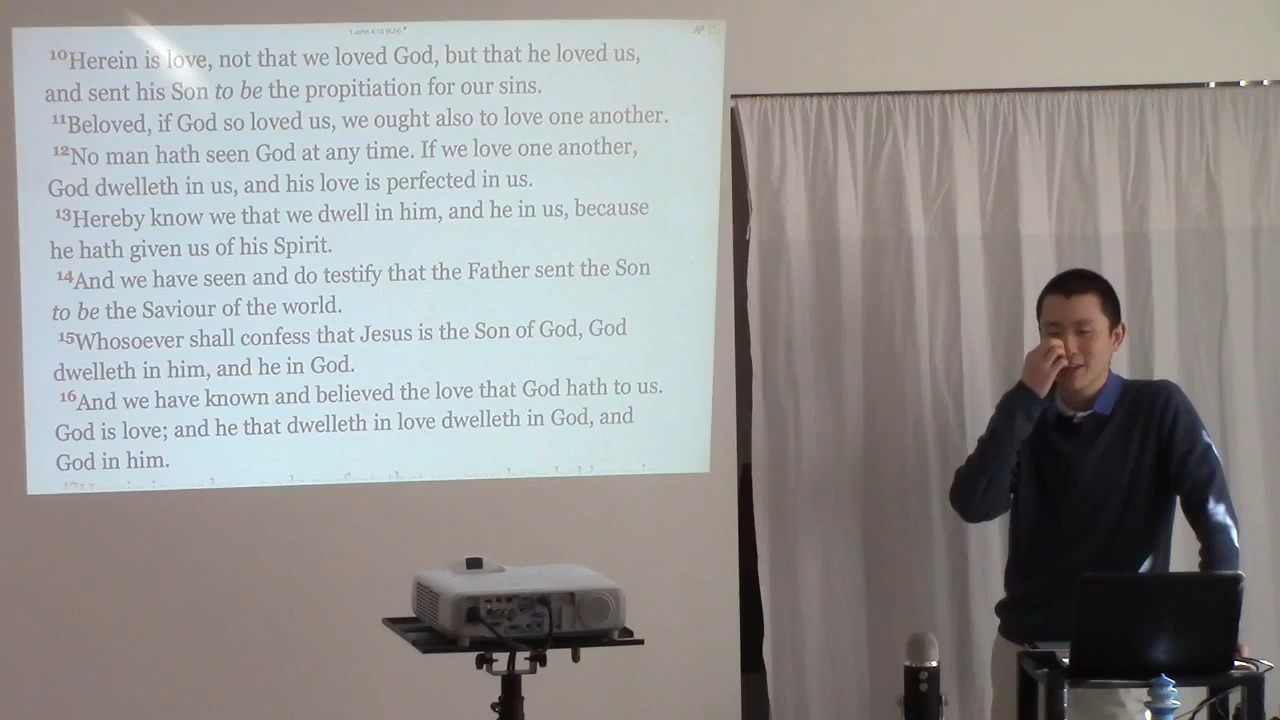 1 John 4:10 (KJV)
10Herein is love, not that we loved God, but that he loved us,
and sent his Son to be the propitiation for our sins.
11Beloved, if God so loved us, we ought also to love one another.
12No man hath seen God at any time. If we love one another,
God dwelleth in us, and his love is perfected in us.
13Hereby know we that we dwell in him, and he in us, because
he hath given us of his Spirit.
14And we have seen and do testify that the Father sent the Son
to be the Saviour of the world.
15Whosoever shall confess that Jesus is the Son of God, God
dwelleth in him, and he in God.
16And we have known and believed the love that God hath to us.
God is love; and he that dwelleth in love dwelleth in God, and
God in him.